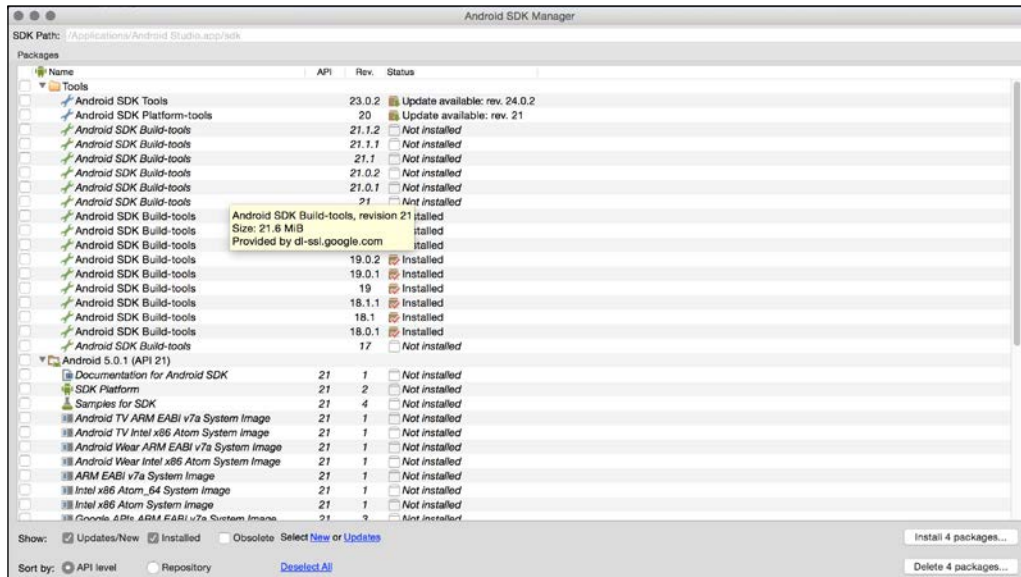 Android SDK Manager
SDK Path: /Applications/Android Studio.app/sdk
Packages
Name API Rev. Status
Tools
Android SDK Tools 23.0.2 Update available: rev. 24.0.2
Android SDK Platform-tools 20 Update available: rev. 21
Android SDK Build-tools 21.1.2 Not installed
Android SDK Build-tools 21.1.1 Not installed
Android SDK Build-tools 21.1 Not installed
Android SDK Build-tools 21.0.2 Not installed
Android SDK Build-tools 21.0.1 Not installed
Android SDK Build-tools 21 Not installed
Android SDK Build-tools Android SDK Build-tools, revision 21
Android SDK Build-tools Size: 21.6 MiB
Android SDK Build-tools Provided by dl-ssl.google.com
Android SDK Build-tools 19.0.2 Installed
Android SDK Build-tools 19.0.1 Installed
Android SDK Build-tools 19 Installed
Android SDK Build-tools 18.1.1 Installed
Android SDK Build-tools 18.1 Installed
Android SDK Build-tools 18.0.1 Installed
Android SDK Build-tools 17 Not installed
Android 5.0.1 (API 21)
Documentation for Android SDK 21 1 Not installed
SDK Platform 21 2 Not installed
Samples for SDK 21 4 Not installed
Android TV ARM EABI v7a System Image 21 1 Not installed
Android TV Intel x86 Atom System Image 21 1 Not installed
Android Wear ARM EABI v7a System Image 21 1 Not installed
Android Wear Intel x86 Atom System Image 21 1 Not installed
ARM EABI v7a System Image 21 1 Not installed
Intel x86 Atom_64 System Image 21 1 Not installed
Intel x86 Atom System Image 21 1 Not installed
Google APIs ARM EABI v7a System Image 21 3 Not installed
Show: Updates/New Installed Obsolete Select New or Updates Install 4 packages...
Sort by: API level Repository Deselect All Delete 4 packages...